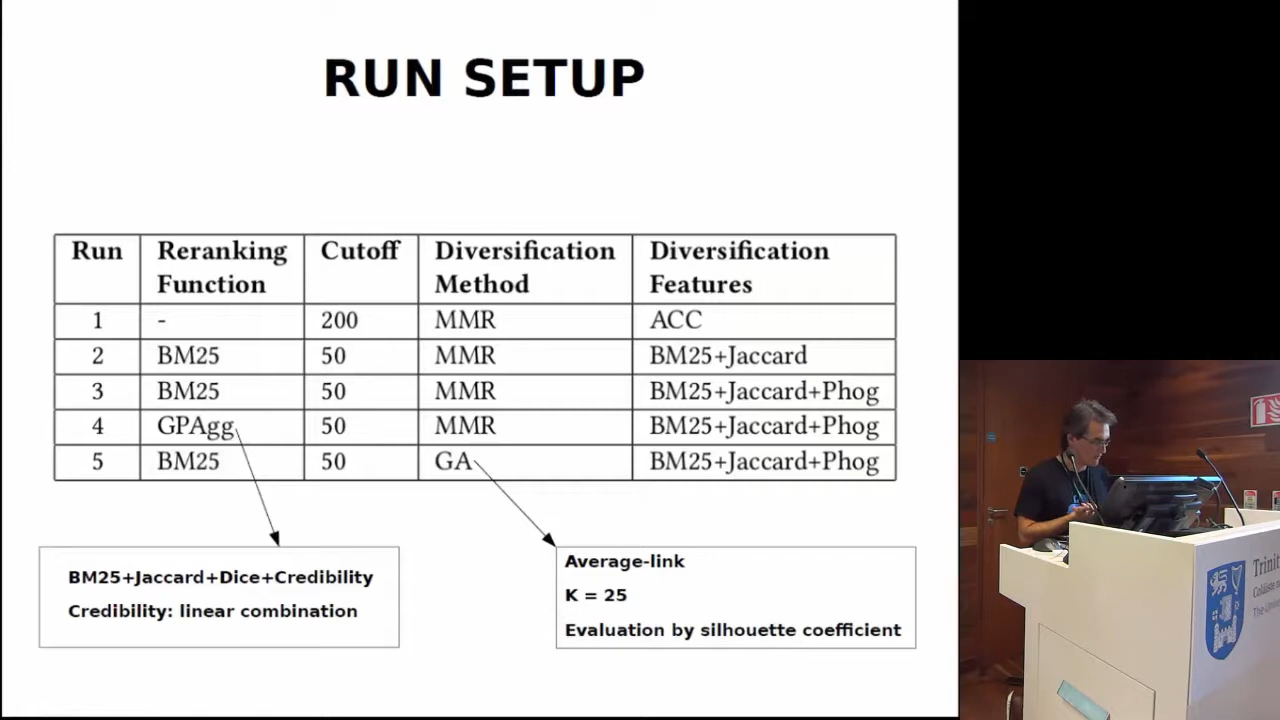 RUN SETUP
Run Reranking Function Cutoff Diversification Method Diversification Features
1 - 200 MMR ACC
2 BM25 50 MMR BM25+Jaccard
3 BM25 50 MMR BM25+Jaccard+Phog
4 GPAgg 50 MMR BM25+Jaccard+Phog
5 BM25 50 GA BM25+Jaccard+Phog
BM25+Jaccard+Dice+Credibility
Credibility: linear combination
Average-link
K = 25
Evaluation by silhouette coefficient